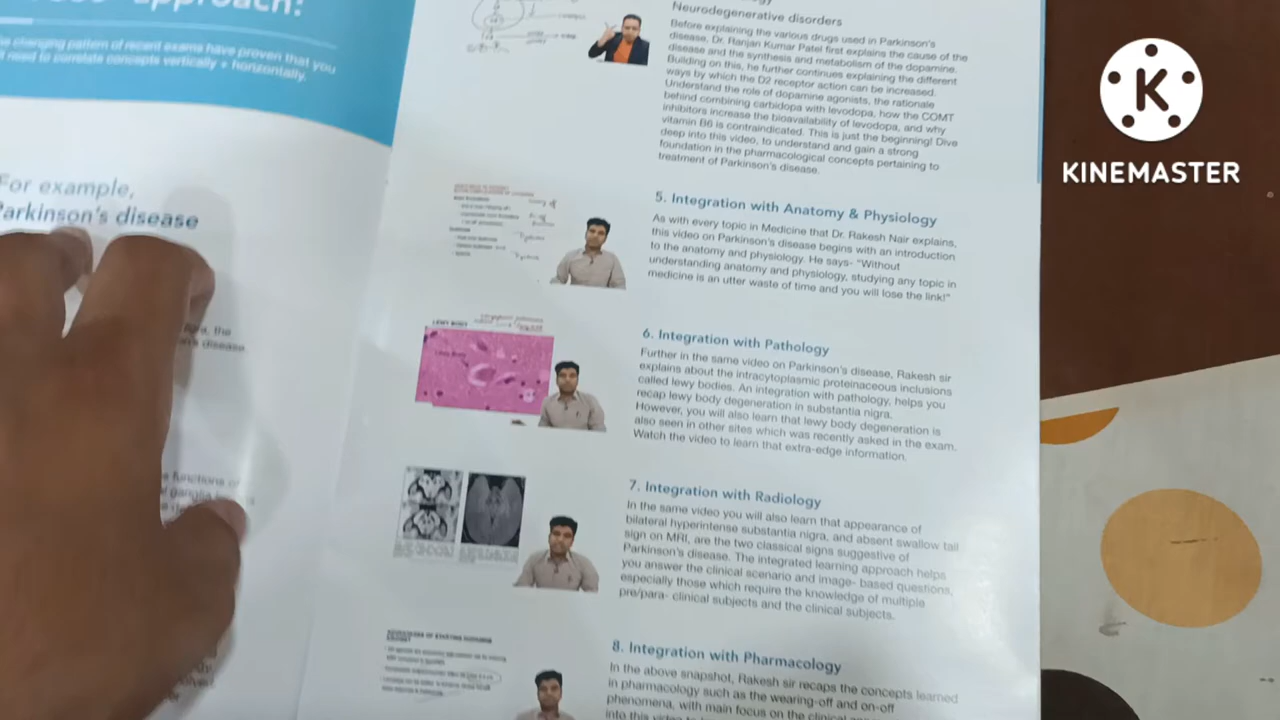 approach:
changing pattern of recent exams have proven that you
need to correlate concepts vertically + horizontally.
For example,
Parkinson's disease
the
disease
functions of
ganglia
Neurodegenerative disorders
Before explaining the various drugs used in Parkinson's
disease, Dr. Ranjan Kumar Patel first explains the cause of the
disease and the synthesis and metabolism of the dopamine.
Building on this, he further continues explaining the different
ways by which the D2 receptor action can be increased.
Understand the role of dopamine agonists, the rationale
behind combining carbidopa with levodopa, how the COMT
inhibitors increase the bioavailability of levodopa, and why
vitamin B6 is contraindicated. This is just the beginning! Dive
deep into this video, to understand and gain a strong
foundation in the pharmacological concepts pertaining to
treatment of Parkinson's disease.
5. Integration with Anatomy & Physiology
As with every topic in Medicine that Dr. Rakesh Nair explains,
this video on Parkinson's disease begins with an introduction
to the anatomy and physiology. He says- "Without
understanding anatomy and physiology, studying any topic in
medicine is an utter waste of time and you will lose the link!"
LEWY BODY
6. Integration with Pathology
Further in the same video on Parkinson's disease, Rakesh sir
explains about the intracytoplasmic proteinaceous inclusions
called lewy bodies. An integration with pathology, helps you
recap lewy body degeneration in substantia nigra.
However, you will also learn that lewy body degeneration is
also seen in other sites which was recently asked in the exam.
Watch the video to learn that extra-edge information.
7. Integration with Radiology
In the same video you will also learn that appearance of
bilateral hyperintense substantia nigra, and absent swallow tail
sign on MRI, are the two classical signs suggestive of
Parkinson's disease. The integrated learning approach helps
you answer the clinical scenario and image- based questions,
especially those which require the knowledge of multiple
pre/para- clinical subjects and the clinical subjects.
8. Integration with Pharmacology
In the above snapshot, Rakesh sir recaps the concepts learned
in pharmacology such as the wearing-off and on-off
phenomena, with main focus on the clinical
into this video to
K
KINEMASTER